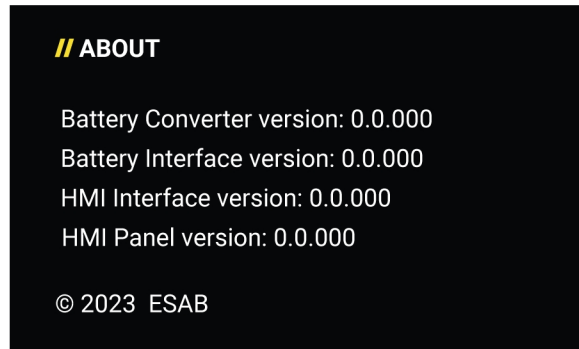 // ABOUT
Battery Converter version: 0.0.000
Battery Interface version: 0.0.000
HMI Interface version: 0.0.000
HMI Panel version: 0.0.000
© 2023 ESAB